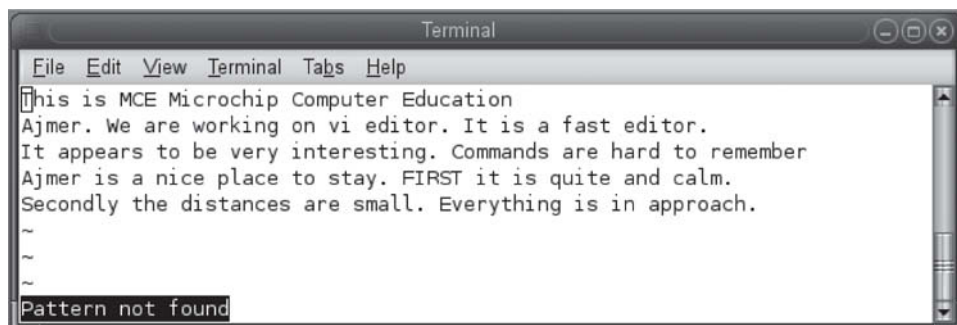 Terminal
File Edit View Terminal Tabs Help
This is MCE Microchip Computer Education
Ajmer. We are working on vi editor. It is a fast editor.
It appears to be very interesting. Commands are hard to remember
Ajmer is a nice place to stay. FIRST it is quite and calm.
Secondly the distances are small. Everything is in approach.
~
~
~
Pattern not found